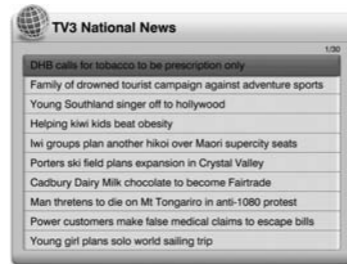 TV3 National News
1/30
DHB calls for tobacco to be prescription only
Family of drowned tourist campaign against adventure sports
Young Southland singer off to hollywood
Helping kiwi kids beat obesity
Iwi groups plan another hikoi over Maori supercity seats
Porters ski field plans expansion in Crystal Valley
Cadbury Dairy Milk chocolate to become Fairtrade
Man thretens to die on Mt Tongariro in anti-1080 protest
Power customers make false medical claims to escape bills
Young girl plans solo world sailing trip